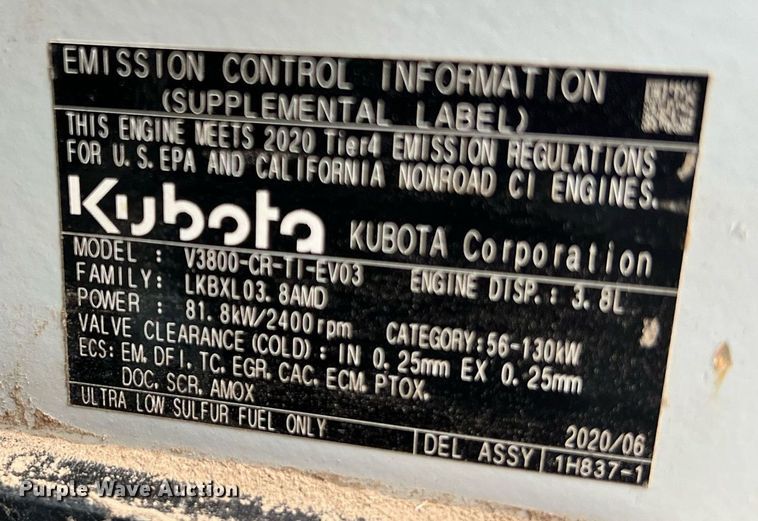 EMISSION CONTROL INFORMATION
(SUPPLEMENTAL LABEL)
THIS ENGINE MEETS 2020 Tier4 EMISSION REGULATIONS
FOR U.S. EPA AND CALIFORNIA NONROAD CI ENGINES.
Kubota KUBOTA Corporation
MODEL : V3800-CR-TI-EV03 ENGINE DISP.: 3.8L
FAMILY: LKBXL03.8AMD
POWER : 81.8kW/2400rpm CATEGORY:56-130kW
VALVE CLEARANCE(COLD): IN 0.25mm EX 0.25mm
ECS: EM, DFI, TC, EGR, CAC, ECM, PTOX,
DOC, SCR, AMOX
ULTRA LOW SULFUR FUEL ONLY 2020/06
DEL ASSY 1H837-1
Purple Wave Auction